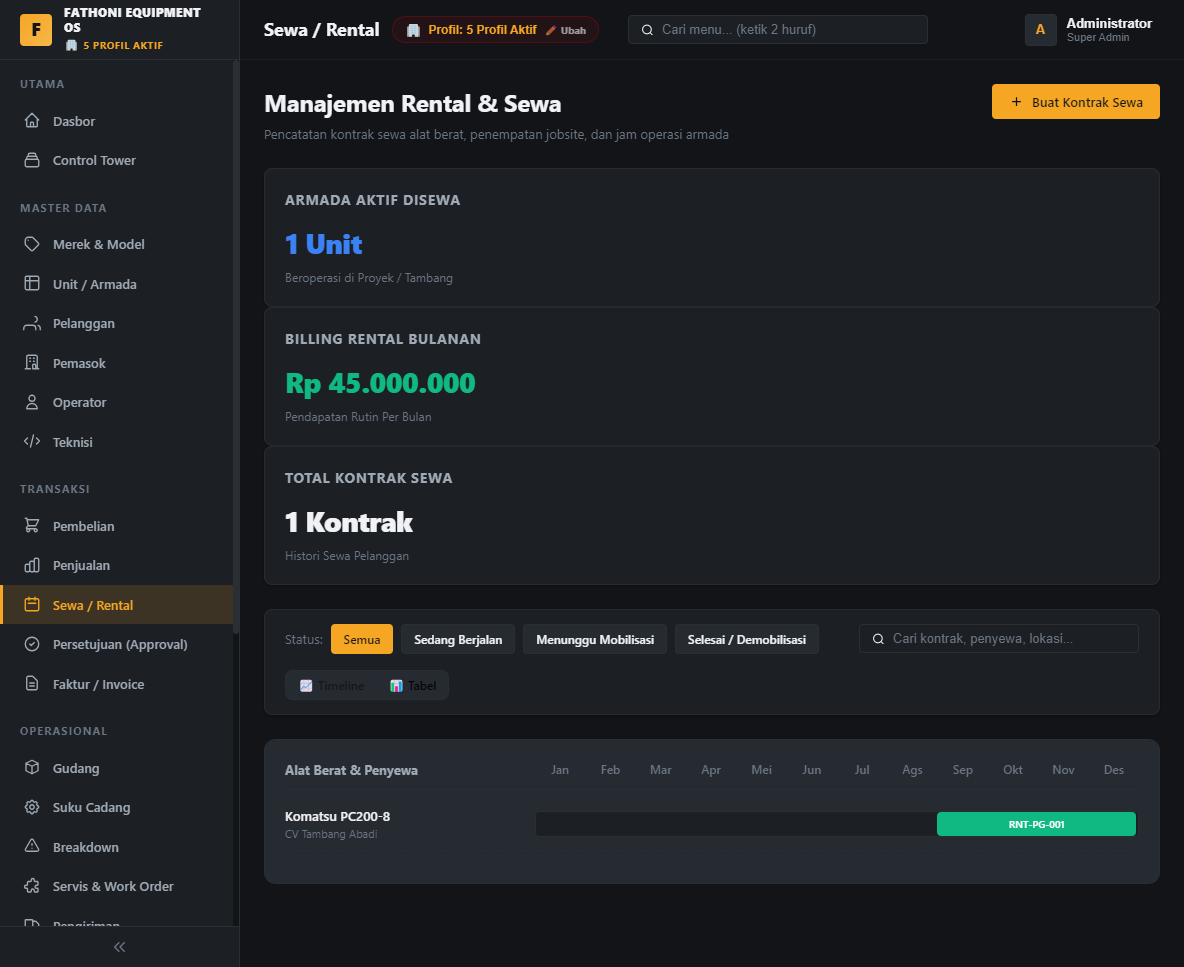 F
FATHONI EQUIPMENT
OS
5 PROFIL AKTIF
UTAMA
Dasbor
Control Tower
MASTER DATA
Merek & Model
Unit / Armada
Pelanggan
Pemasok
Operator
Teknisi
TRANSAKSI
Pembelian
Penjualan
Sewa / Rental
Persetujuan (Approval)
Faktur / Invoice
OPERASIONAL
Gudang
Suku Cadang
Breakdown
Servis & Work Order
Pengiriman
Sewa / Rental
Profil: 5 Profil Aktif Ubah
Cari menu... (ketik 2 huruf)
A
Administrator
Super Admin
Manajemen Rental & Sewa
Pencatatan kontrak sewa alat berat, penempatan jobsite, dan jam operasi armada
+ Buat Kontrak Sewa
ARMADA AKTIF DISEWA
1 Unit
Beroperasi di Proyek / Tambang
BILLING RENTAL BULANAN
Rp 45.000.000
Pendapatan Rutin Per Bulan
TOTAL KONTRAK SEWA
1 Kontrak
Histori Sewa Pelanggan
Status: Semua Sedang Berjalan Menunggu Mobilisasi Selesai / Demobilisasi Cari kontrak, penyewa, lokasi...
Timeline Tabel
Alat Berat & Penyewa Jan Feb Mar Apr Mei Jun Jul Ags Sep Okt Nov Des
Komatsu PC200-8
CV Tambang Abadi
RNT-PG-001